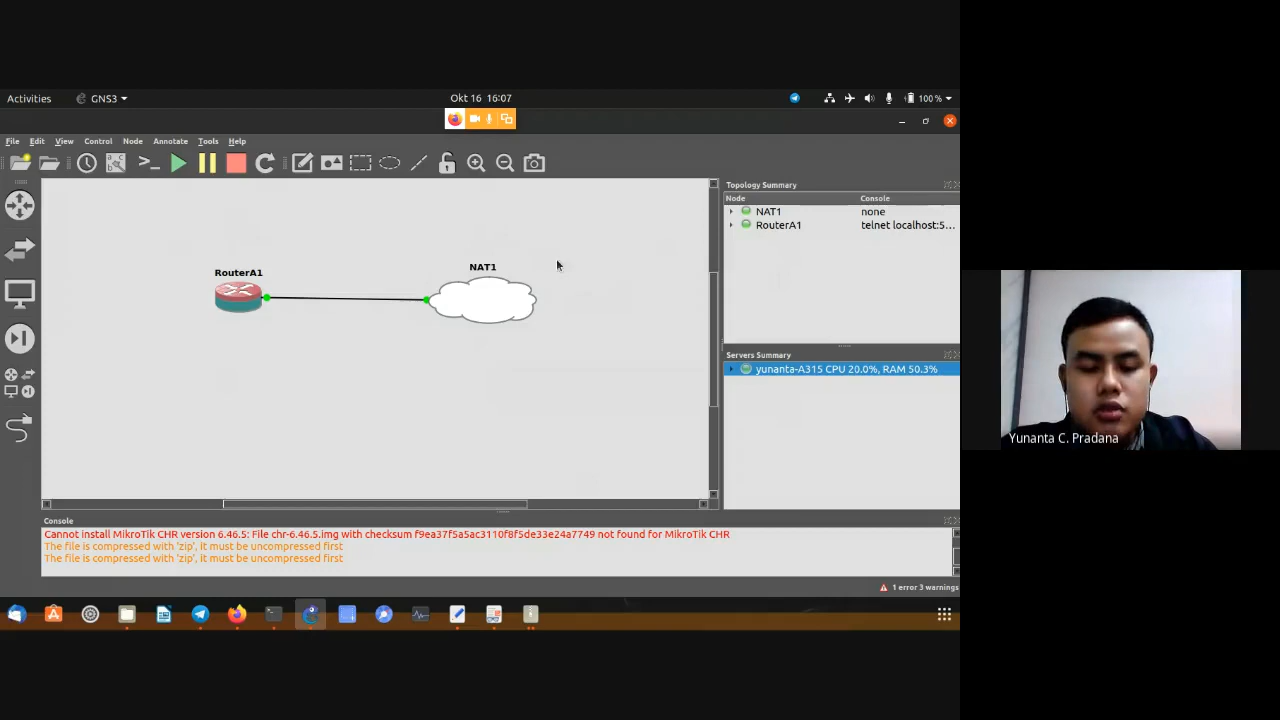 Activities
GNS3
Okt 16 16:07
100 %
File Edit View Control Node Annotate Tools Help
Topology Summary
Node Console
NAT1 none
RouterA1 telnet localhost:5...
RouterA1
NAT1
Servers Summary
yunanta-A315 CPU 20.0%, RAM 50.3%
Console
Cannot install MikroTik CHR version 6.46.5: File chr-6.46.5.img with checksum f9ea37f5a5ac3110f8f5de33e24a7749 not found for MikroTik CHR
The file is compressed with 'zip', it must be uncompressed first
The file is compressed with 'zip', it must be uncompressed first
1 error 3 warnings
Yunanta C. Pradana